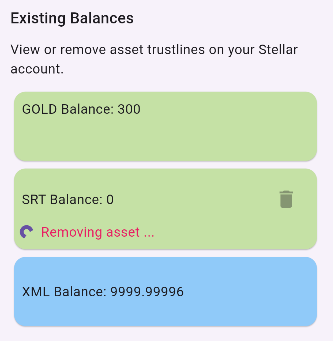 Existing Balances
View or remove asset trustlines on your Stellar
account.
GOLD Balance: 300
SRT Balance: 0
Removing asset ...
XML Balance: 9999.99996